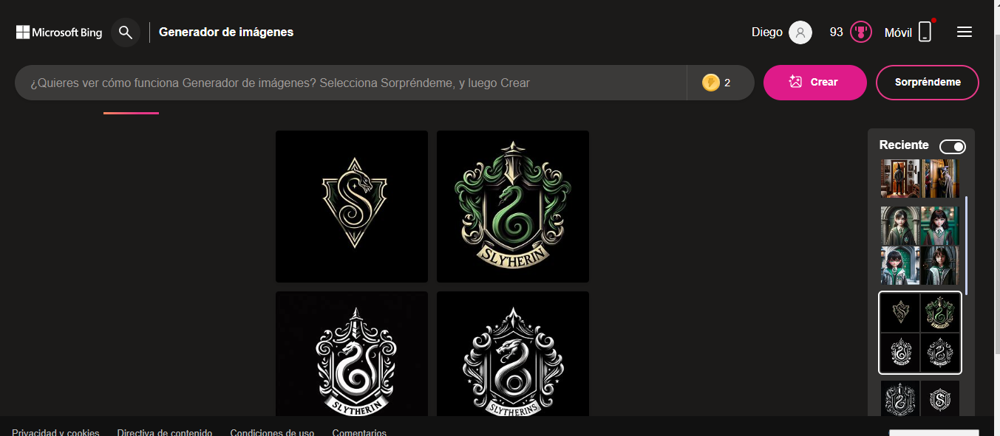 Microsoft Bing
Generador de imágenes
Diego
93
Móvil
¿Quieres ver cómo funciona Generador de imágenes? Selecciona Sorpréndeme, y luego Crear
2
Crear
Sorpréndeme
Reciente
S
SLYTHERIN
SLYTHERIN
SLYTHERINS
Privacidad y cookies
Directiva de contenido
Condiciones de uso
Comentarios